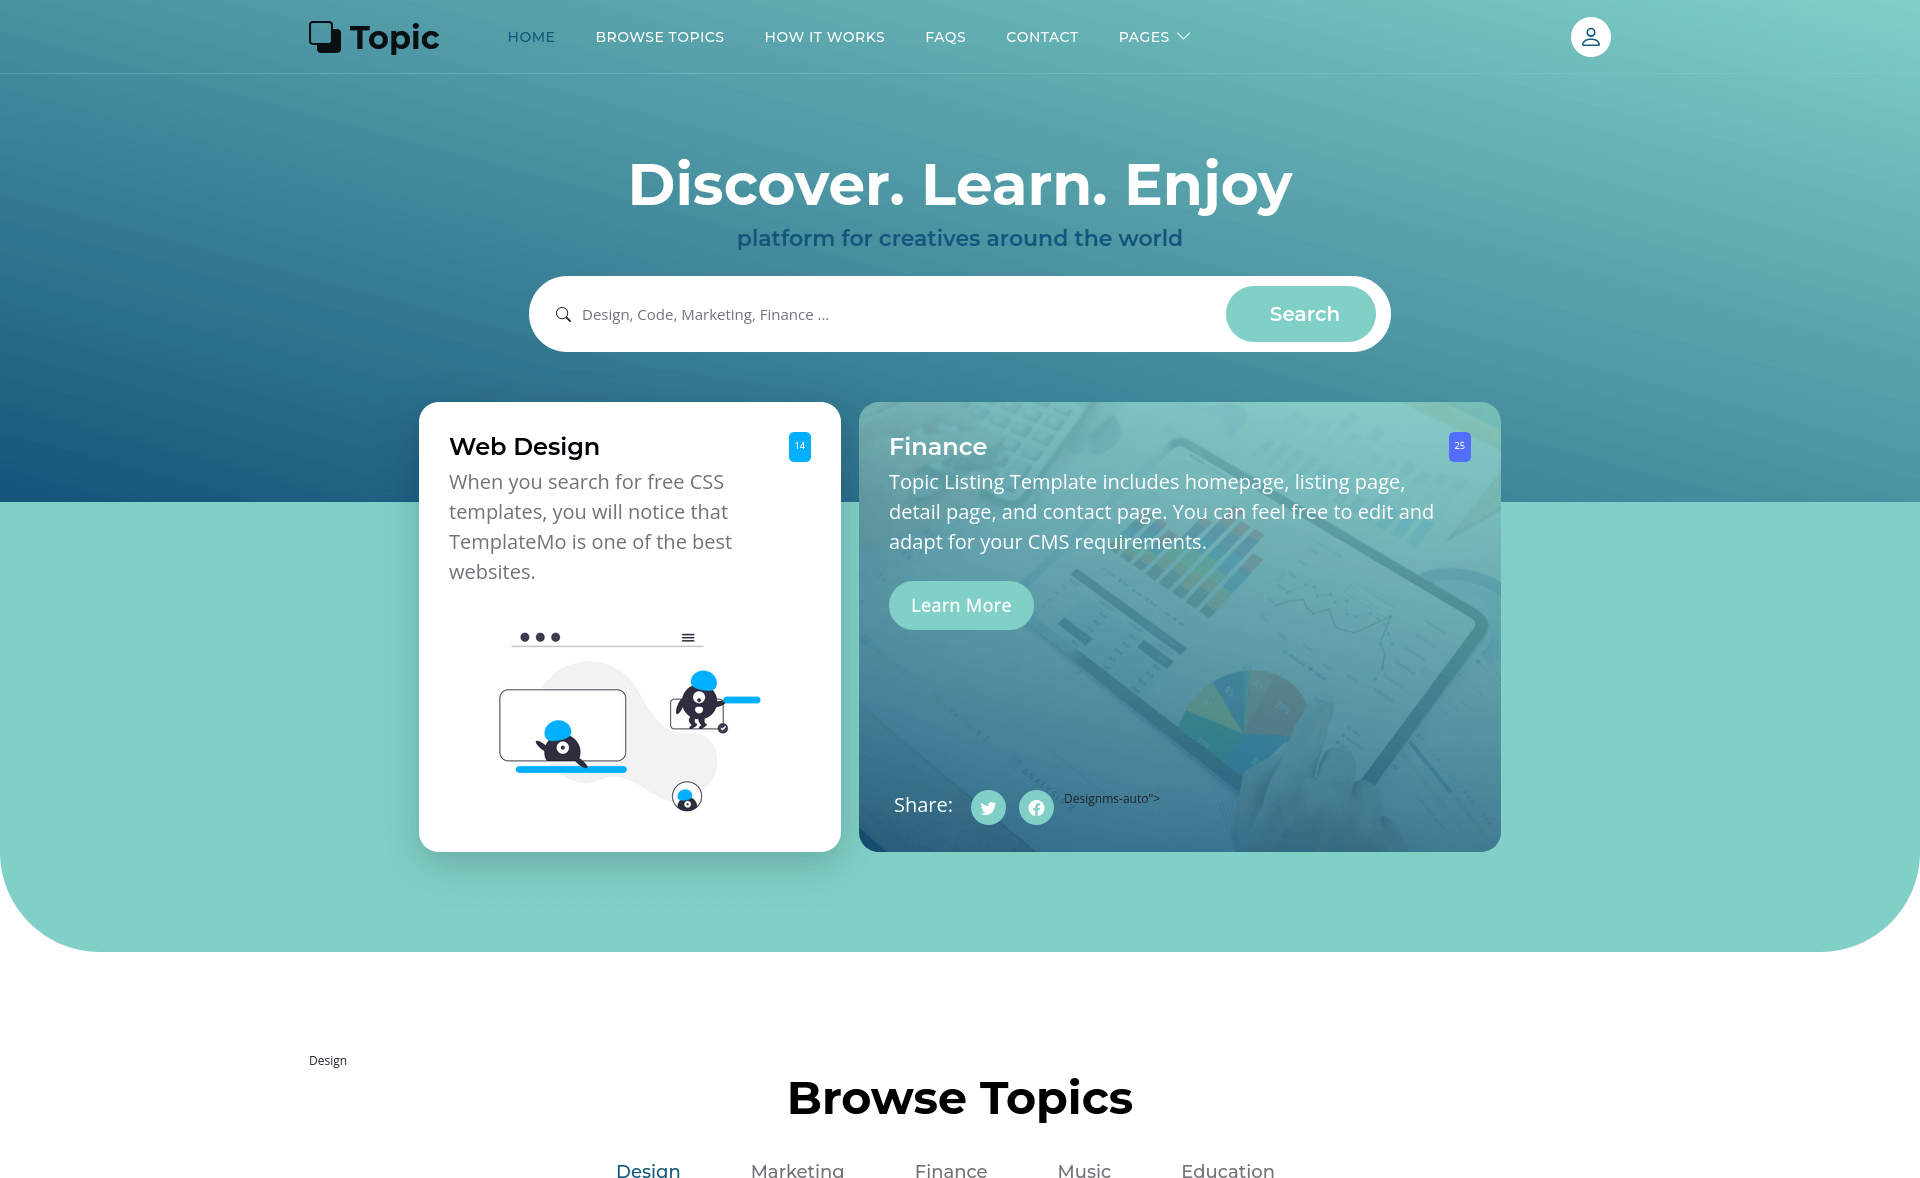 Topic
HOME
BROWSE TOPICS
HOW IT WORKS
FAQS
CONTACT
PAGES
Discover. Learn. Enjoy
platform for creatives around the world
Design, Code, Marketing, Finance ...
Search
Web Design
14
When you search for free CSS
templates, you will notice that
TemplateMo is one of the best
websites.
Finance
25
Topic Listing Template includes homepage, listing page,
detail page, and contact page. You can feel free to edit and
adapt for your CMS requirements.
Learn More
Share:
Designms-auto">
Design
Browse Topics
Design
Marketing
Finance
Music
Education